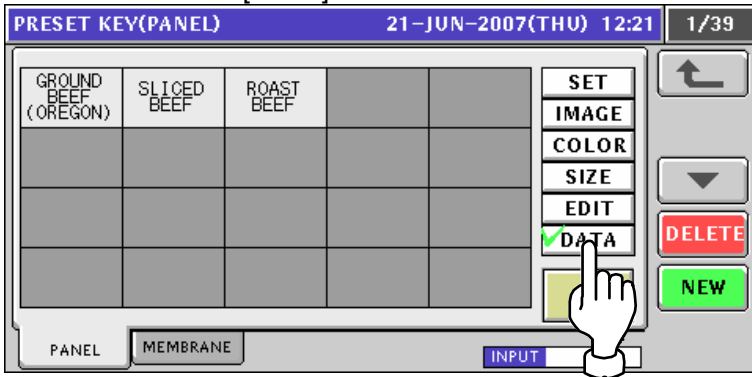 PRESET KEY(PANEL) 21-JUN-2007(THU) 12:21 1/39
GROUND
BEEF
(OREGON)
SLICED
BEEF
ROAST
BEEF
SET
IMAGE
COLOR
SIZE
EDIT
DATA
DELETE
NEW
PANEL
MEMBRANE
INPUT